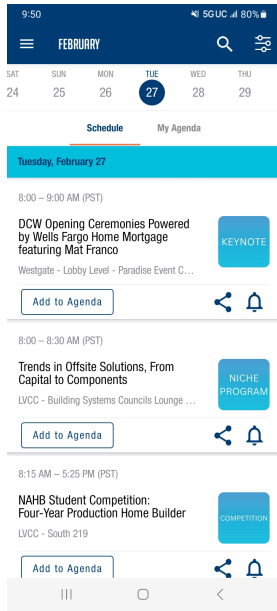 9:50 5G UC 80%
FEBRUARY
SAT SUN MON TUE WED THU
24 25 26 27 28 29
Schedule My Agenda
Tuesday, February 27
8:00 – 9:00 AM (PST)
DCW Opening Ceremonies Powered
by Wells Fargo Home Mortgage
featuring Mat Franco
KEYNOTE
Westgate - Lobby Level - Paradise Event C...
Add to Agenda
8:00 – 8:30 AM (PST)
Trends in Offsite Solutions, From
Capital to Components
NICHE
PROGRAM
LVCC - Building Systems Councils Lounge ...
Add to Agenda
8:15 AM – 5:25 PM (PST)
NAHB Student Competition:
Four-Year Production Home Builder
COMPETITION
LVCC - South 219
Add to Agenda